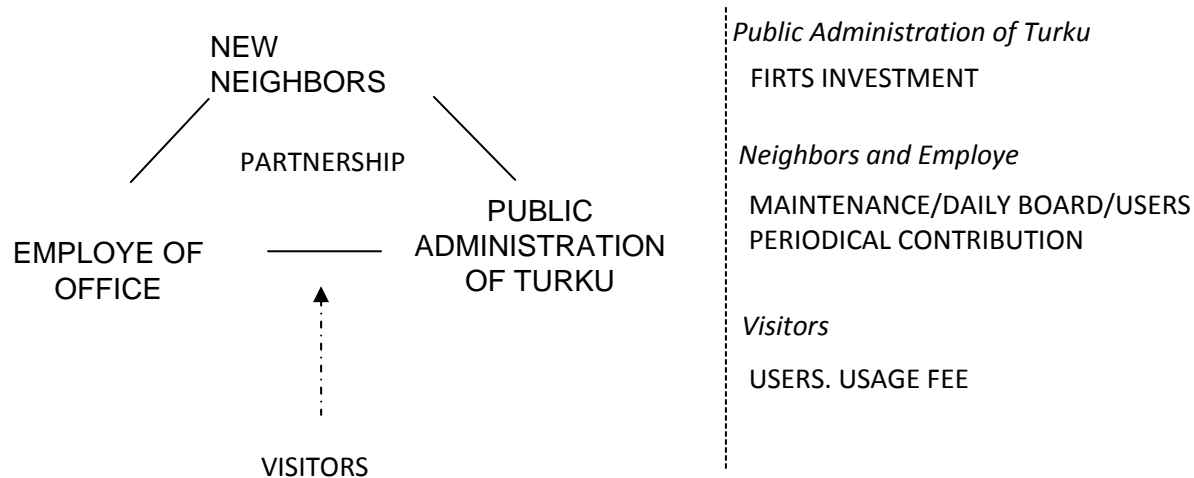 NEW
NEIGHBORS
PARTNERSHIP
EMPLOYE OF
OFFICE
PUBLIC
ADMINISTRATION
OF TURKU
VISITORS
Public Administration of Turku
FIRTS INVESTMENT
Neighbors and Employe
MAINTENANCE/DAILY BOARD/USERS
PERIODICAL CONTRIBUTION
Visitors
USERS. USAGE FEE